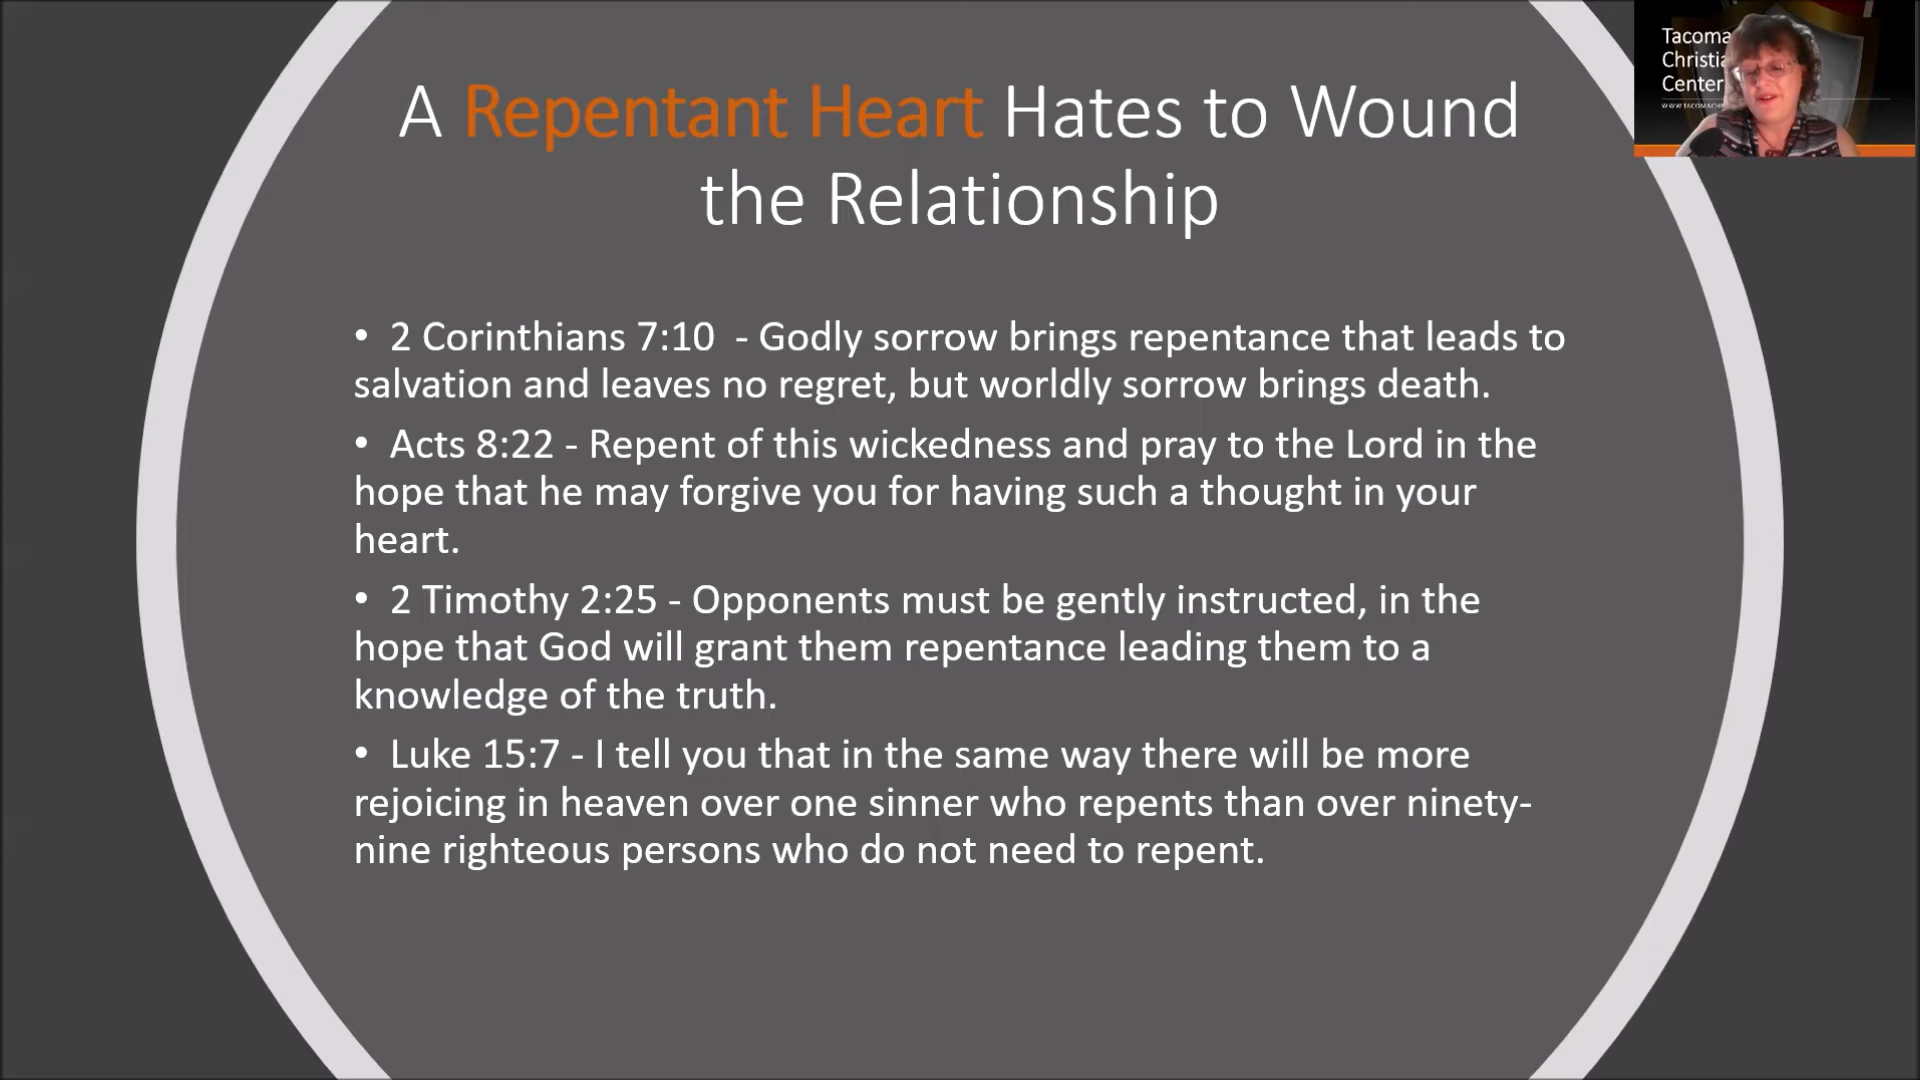 A Repentant Heart Hates to Wound
the Relationship
• 2 Corinthians 7:10 - Godly sorrow brings repentance that leads to
salvation and leaves no regret, but worldly sorrow brings death.
• Acts 8:22 - Repent of this wickedness and pray to the Lord in the
hope that he may forgive you for having such a thought in your
heart.
• 2 Timothy 2:25 - Opponents must be gently instructed, in the
hope that God will grant them repentance leading them to a
knowledge of the truth.
• Luke 15:7 - I tell you that in the same way there will be more
rejoicing in heaven over one sinner who repents than over ninety-
nine righteous persons who do not need to repent.
Tacoma
Christia
Center